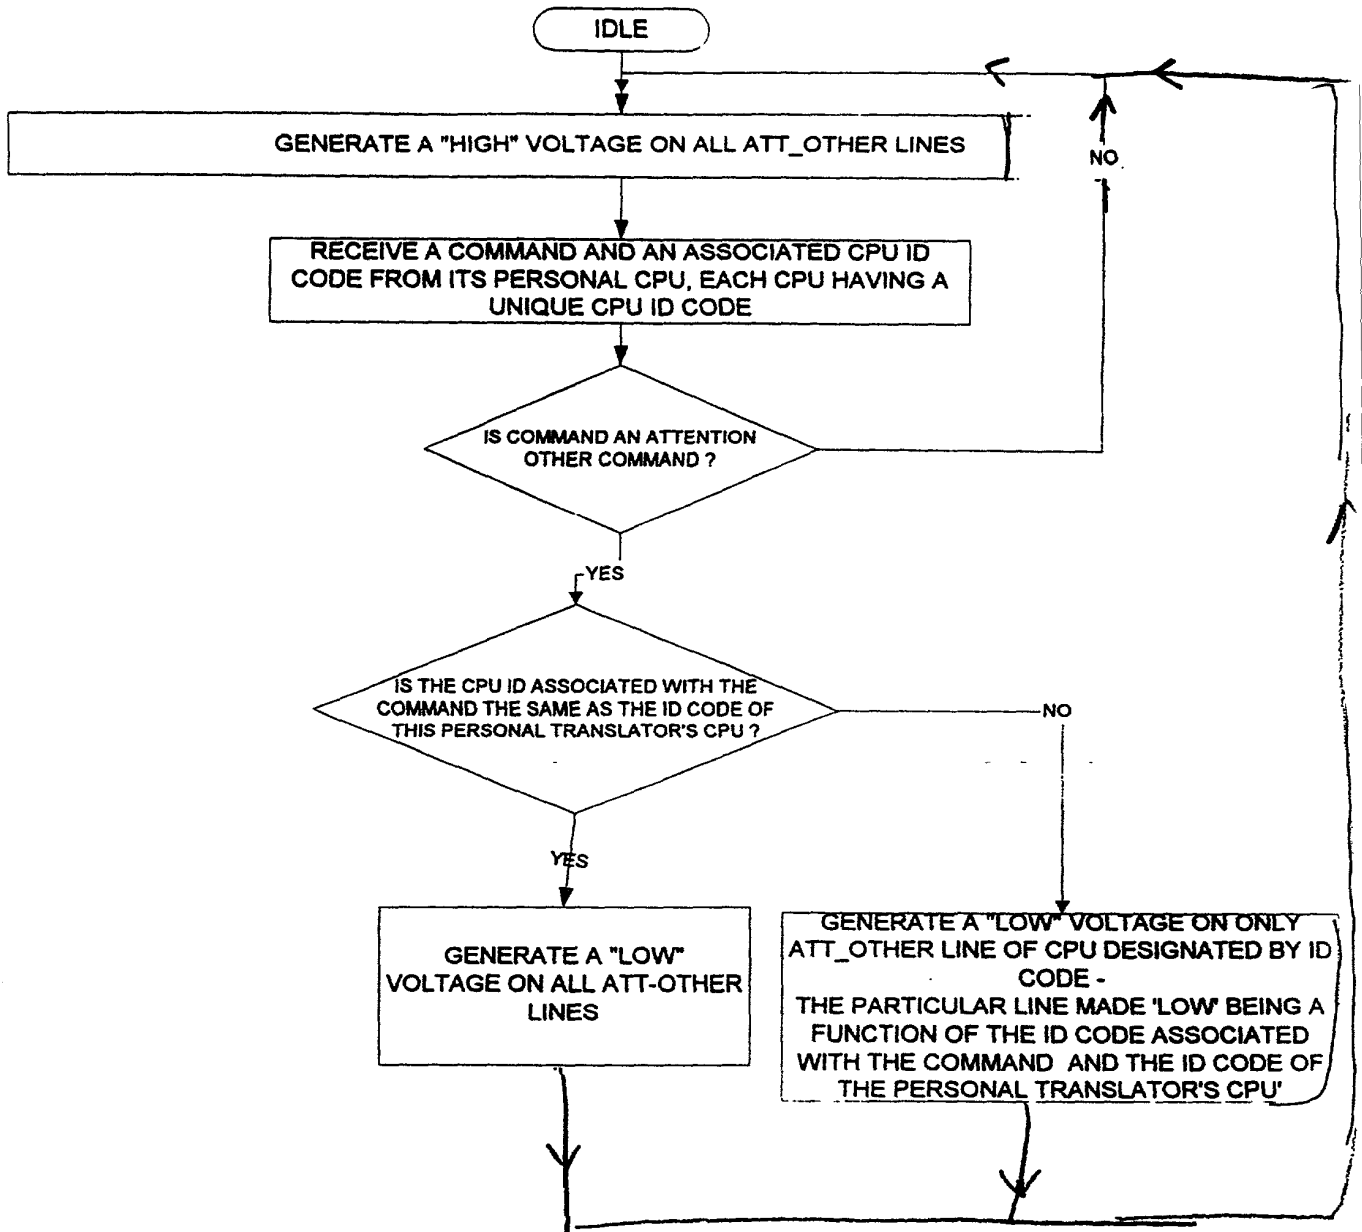 IDLE
GENERATE A "HIGH" VOLTAGE ON ALL ATT_OTHER LINES
NO
RECEIVE A COMMAND AND AN ASSOCIATED CPU ID
CODE FROM ITS PERSONAL CPU, EACH CPU HAVING A
UNIQUE CPU ID CODE
IS COMMAND AN ATTENTION
OTHER COMMAND ?
YES
IS THE CPU ID ASSOCIATED WITH THE
COMMAND THE SAME AS THE ID CODE OF
THIS PERSONAL TRANSLATOR'S CPU ?
NO
YES
GENERATE A "LOW"
VOLTAGE ON ALL ATT-OTHER
LINES
GENERATE A "LOW" VOLTAGE ON ONLY
ATT_OTHER LINE OF CPU DESIGNATED BY ID
CODE -
THE PARTICULAR LINE MADE 'LOW' BEING A
FUNCTION OF THE ID CODE ASSOCIATED
WITH THE COMMAND AND THE ID CODE OF
THE PERSONAL TRANSLATOR'S CPU'